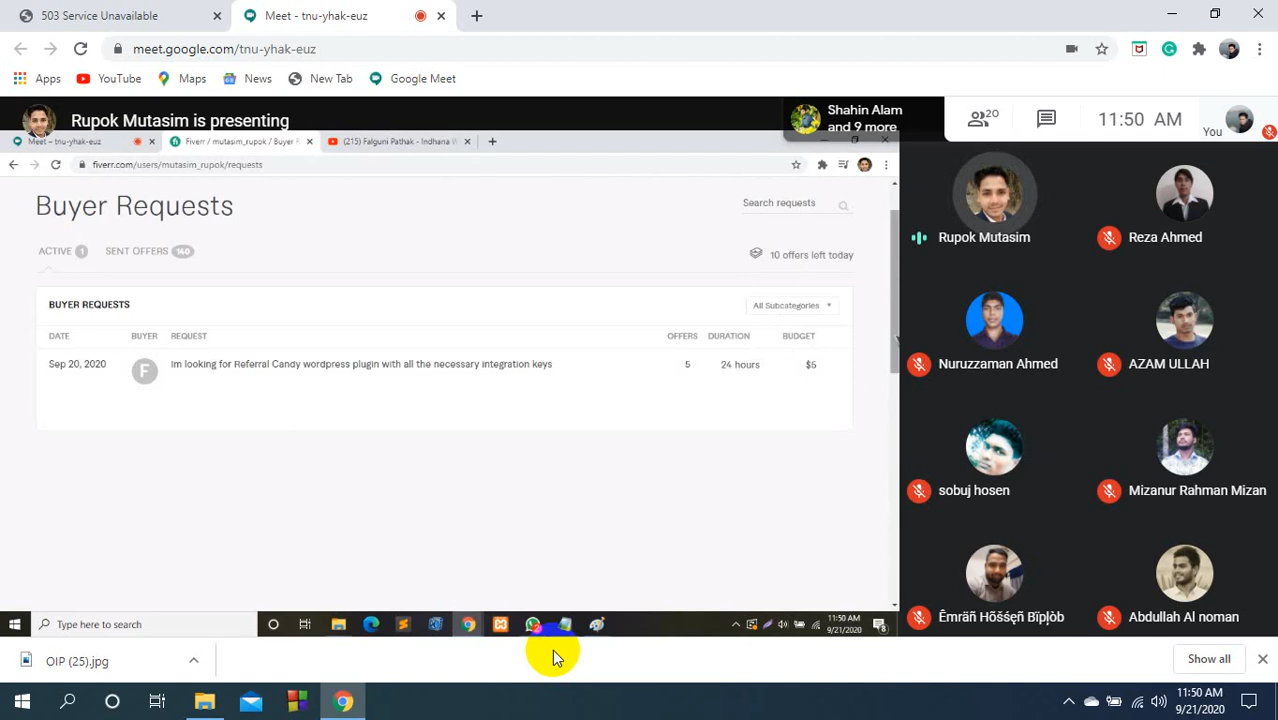 503 Service Unavailable
Meet - tnu-yhak-euz
meet.google.com/tnu-yhak-euz
Apps YouTube Maps News New Tab Google Meet
Rupok Mutasim is presenting
Shahin Alam
and 9 more
20
11:50 AM
You
Meet – tnu-yhak-euz
Fiverr / mutasim_rupok / Buyer R
(215) Falguni Pathak - Indhana W
fiverr.com/users/mutasim_rupok/requests
Buyer Requests
Search requests
ACTIVE 1 SENT OFFERS 140
10 offers left today
BUYER REQUESTS
All Subcategories
DATE BUYER REQUEST OFFERS DURATION BUDGET
Sep 20, 2020 F Im looking for Referral Candy wordpress plugin with all the necessary integration keys 5 24 hours $5
Rupok Mutasim
Reza Ahmed
Nuruzzaman Ahmed
AZAM ULLAH
sobuj hosen
Mizanur Rahman Mizan
Abdullah Al noman
Type here to search
11:50 AM
9/21/2020
8
OIP (25).jpg
Show all
11:50 AM
9/21/2020